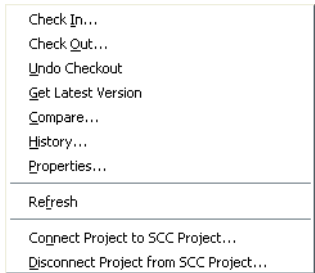 Check In...
Check Out...
Undo Checkout
Get Latest Version
Compare...
History...
Properties...
Refresh
Connect Project to SCC Project...
Disconnect Project from SCC Project...